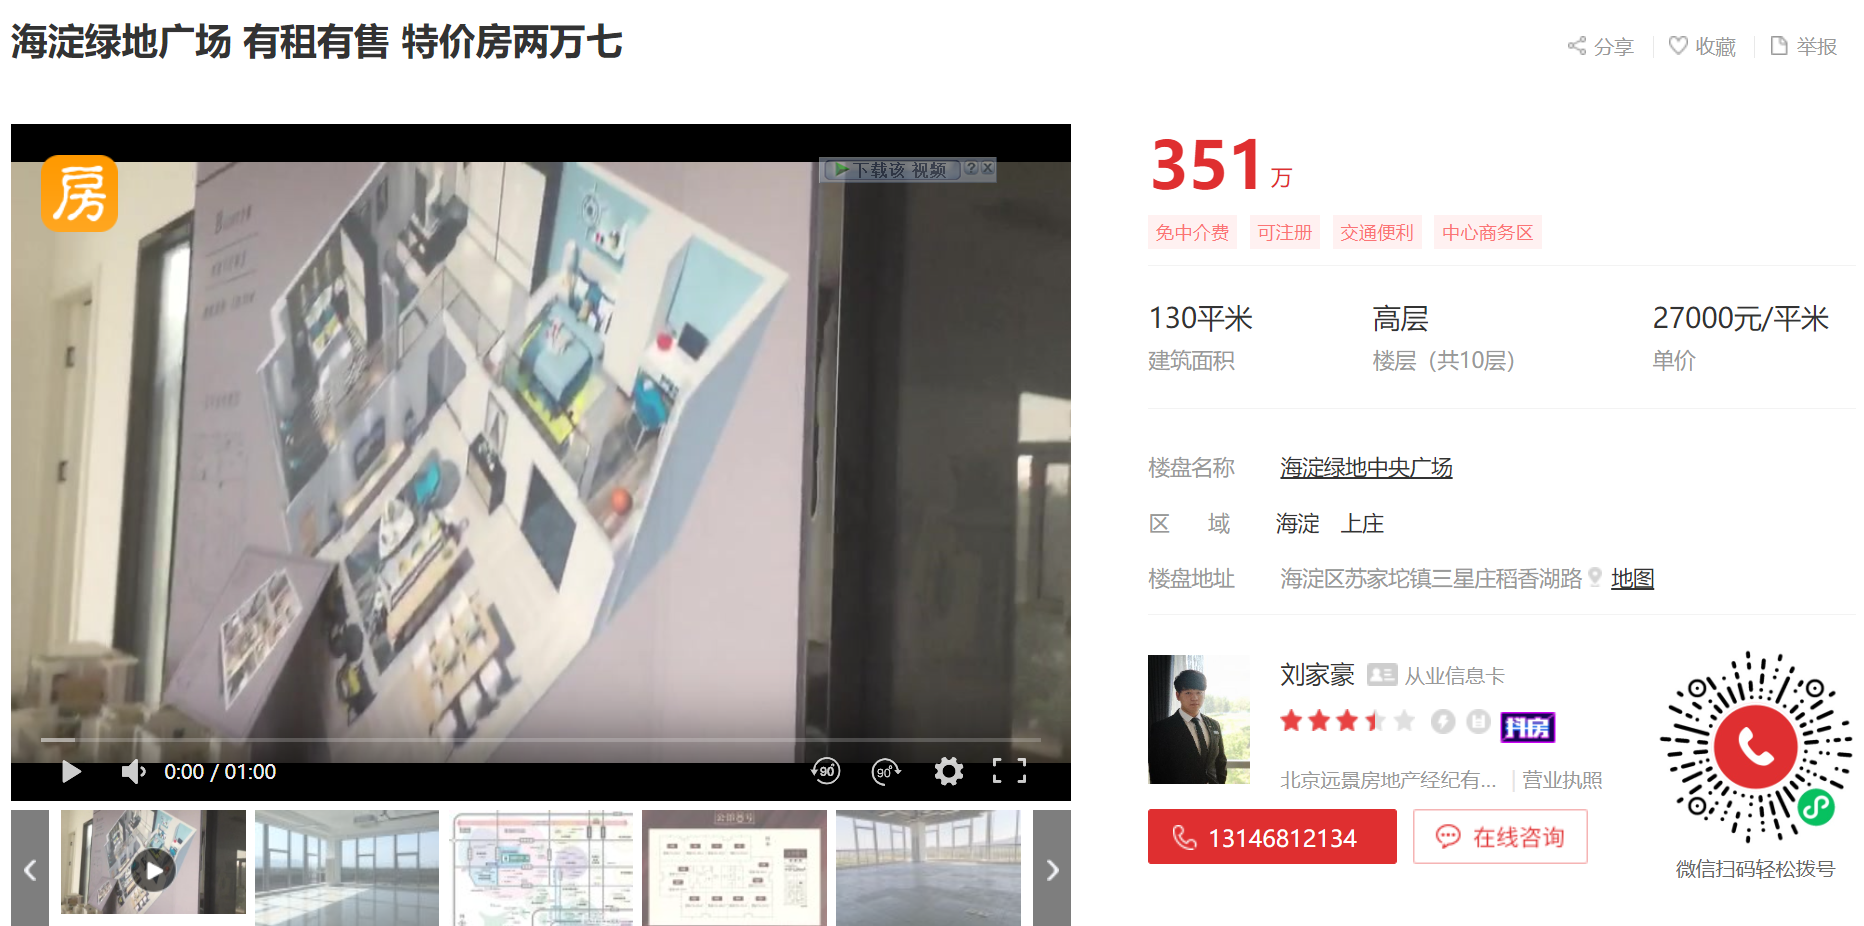 海淀绿地广场 有租有售 特价房两万七
分享
收藏
举报
房
下载该 视频
0:00 / 01:00
90°
90°
351万
免中介费 可注册 交通便利 中心商务区
130平米 高层 27000元/平米
建筑面积 楼层（共10层） 单价
楼盘名称 海淀绿地中央广场
区 域 海淀 上庄
楼盘地址 海淀区苏家坨镇三星庄稻香湖路 地图
刘家豪 从业信息卡
抖房
北京远景房地产经纪有... 营业执照
13146812134 在线咨询
微信扫码轻松拨号